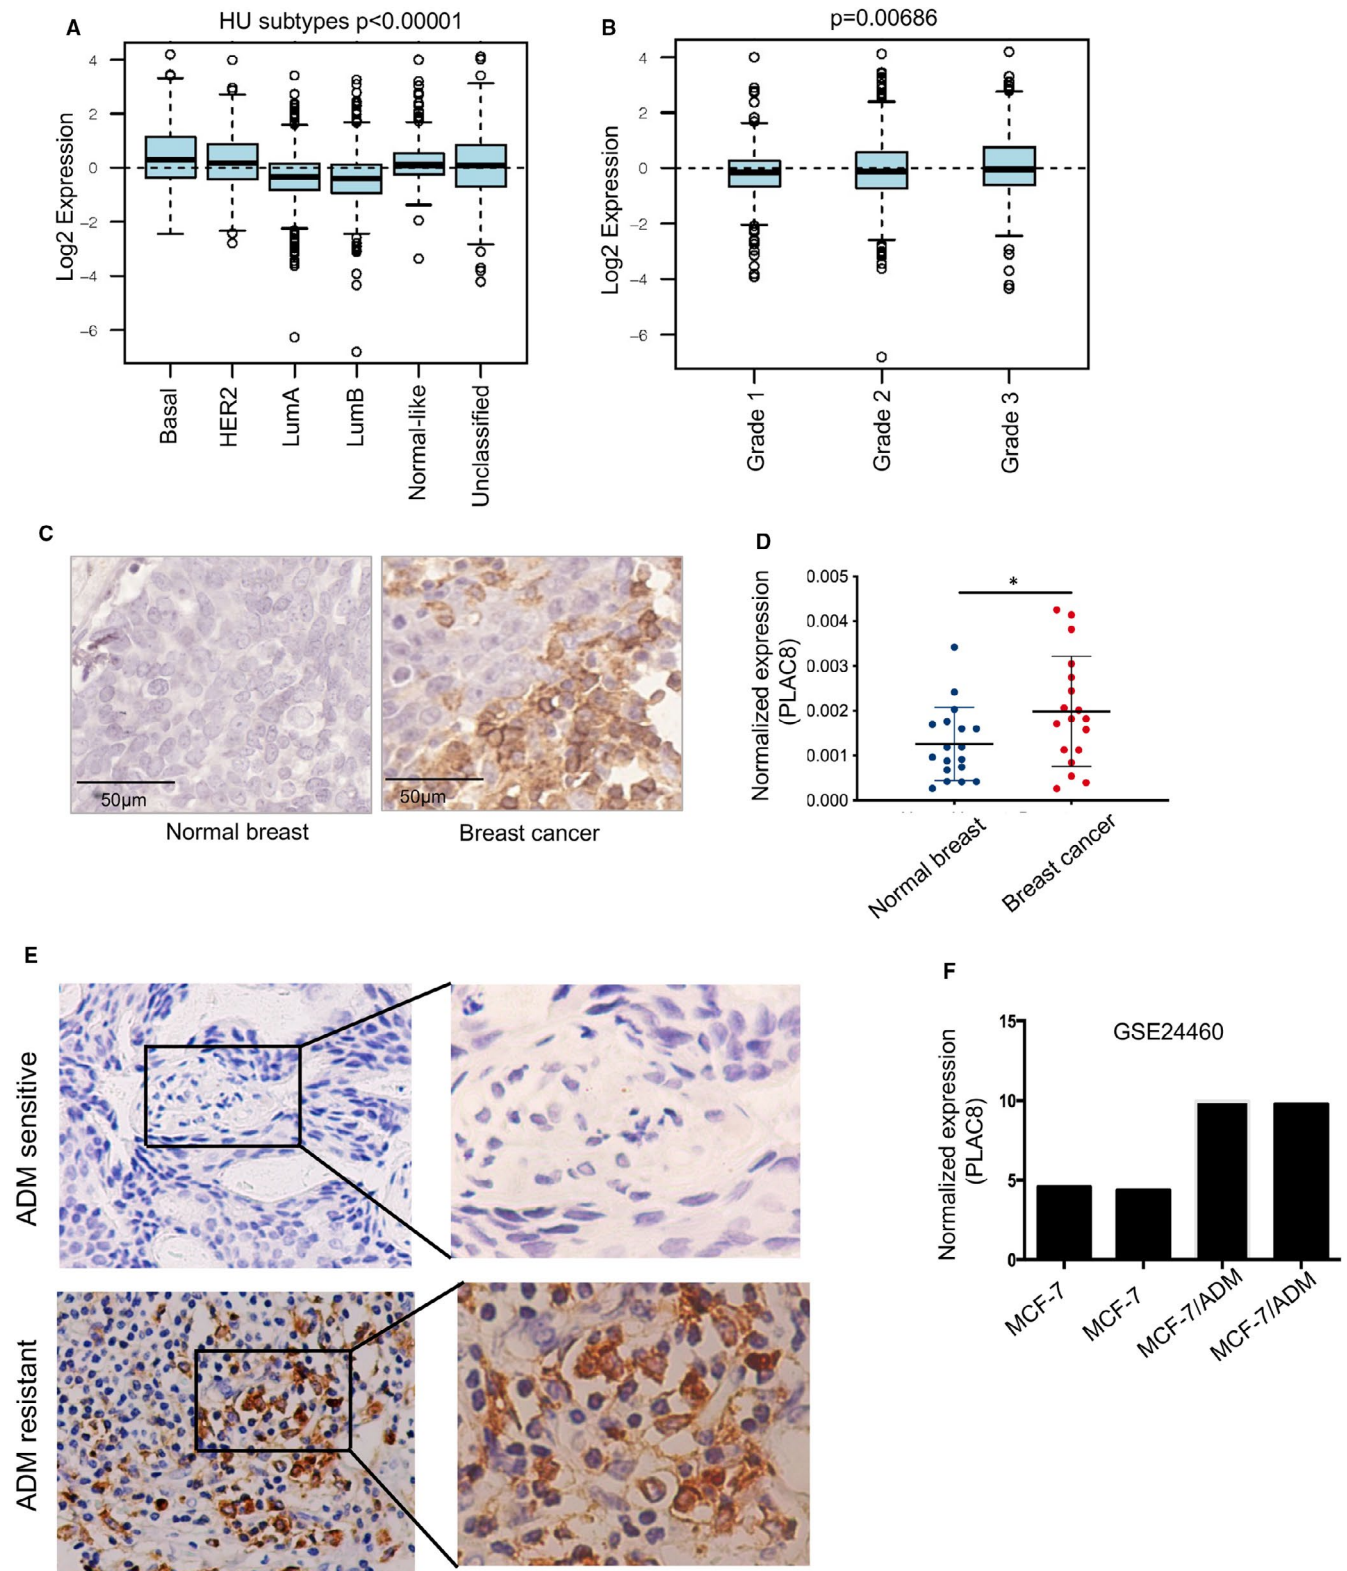 A
HU subtypes p<0.00001
Log2 Expression
4
2
0
−2
−4
−6
Basal
HER2
LumA
LumB
Normal-like
Unclassified
B
p=0.00686
Log2 Expression
4
2
0
−2
−4
−6
Grade 1
Grade 2
Grade 3
C
50µm
50µm
Normal breast
Breast cancer
D
Normalized expression
(PLAC8)
0.005
0.004
0.003
0.002
0.001
0.000
*
Normal breast
Breast cancer
E
ADM sensitive
ADM resistant
F
GSE24460
Normalized expression
(PLAC8)
15
10
5
0
MCF-7
MCF-7
MCF-7/ADM
MCF-7/ADM